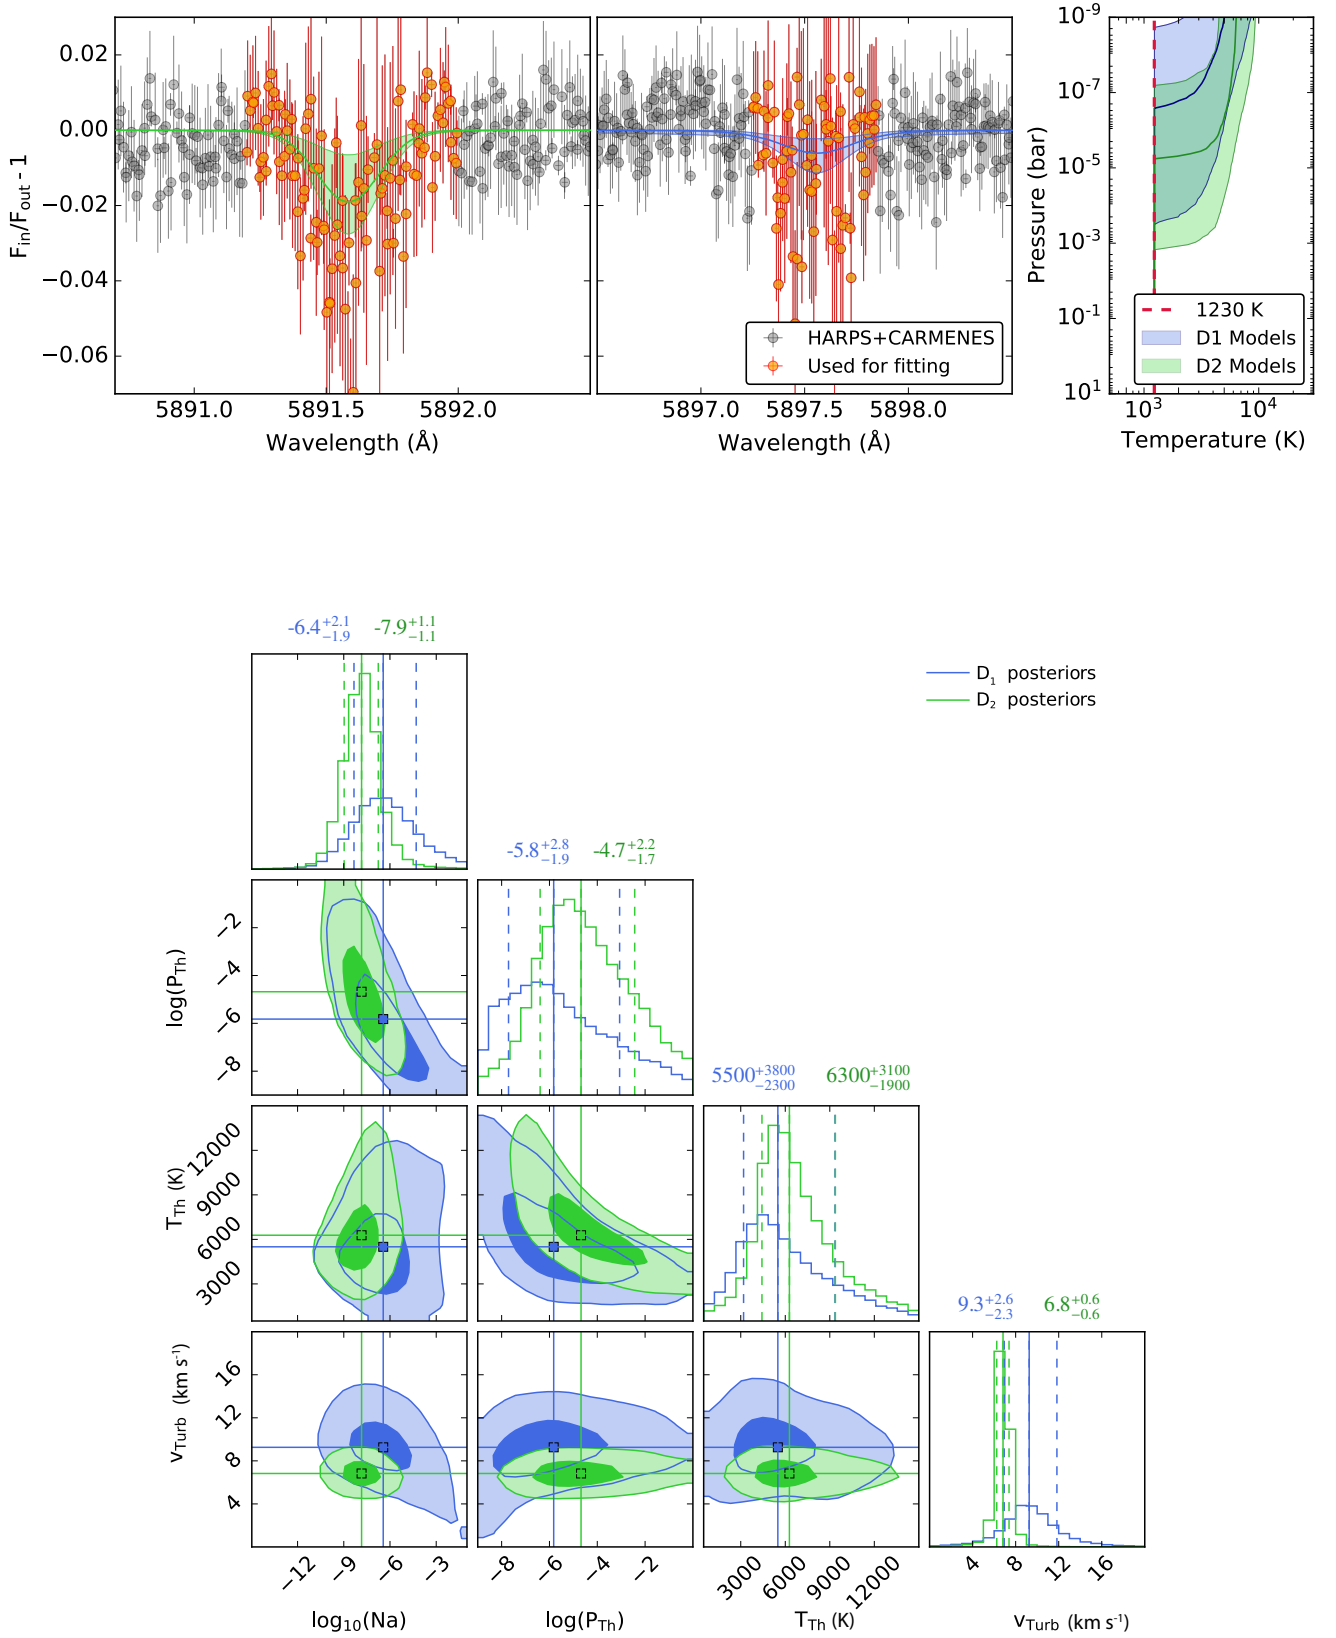 0.02
0.00
−0.02
−0.04
−0.06
F_in/F_out - 1
5891.0 5891.5 5892.0
Wavelength (Å)
HARPS+CARMENES
Used for fitting
5897.0 5897.5 5898.0
Wavelength (Å)
10^-9
10^-7
10^-5
10^-3
10^-1
10^1
Pressure (bar)
1230 K
D1 Models
D2 Models
10^3 10^4
Temperature (K)
-6.4^{+2.1}_{−1.9} -7.9^{+1.1}_{−1.1}
D_1 posteriors
D_2 posteriors
-5.8^{+2.8}_{−1.9} -4.7^{+2.2}_{−1.7}
−2
−4
−6
−8
log(P_Th)
5500^{+3800}_{−2300} 6300^{+3100}_{−1900}
12000
9000
6000
3000
T_Th (K)
9.3^{+2.6}_{−2.3} 6.8^{+0.6}_{−0.6}
16
12
8
4
v_Turb (km s^-1)
−12 −9 −6 −3
log_10(Na)
−8 −6 −4 −2
log(P_Th)
3000 6000 9000 12000
T_Th (K)
4 8 12 16
v_Turb (km s^-1)